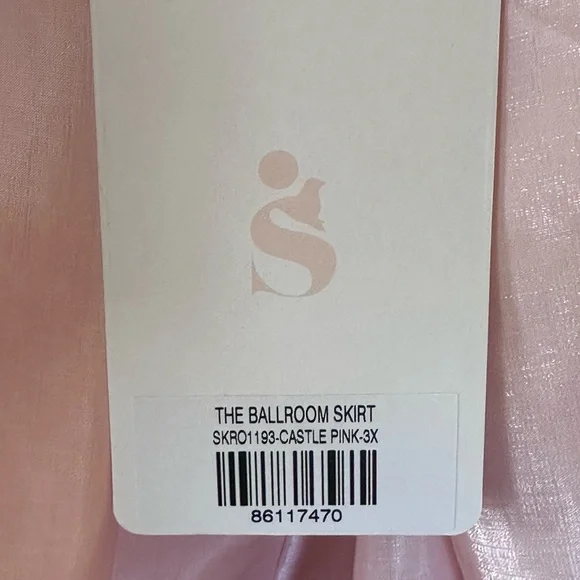 S
THE BALLROOM SKIRT
SKRO1193-CASTLE PINK-3X
86117470